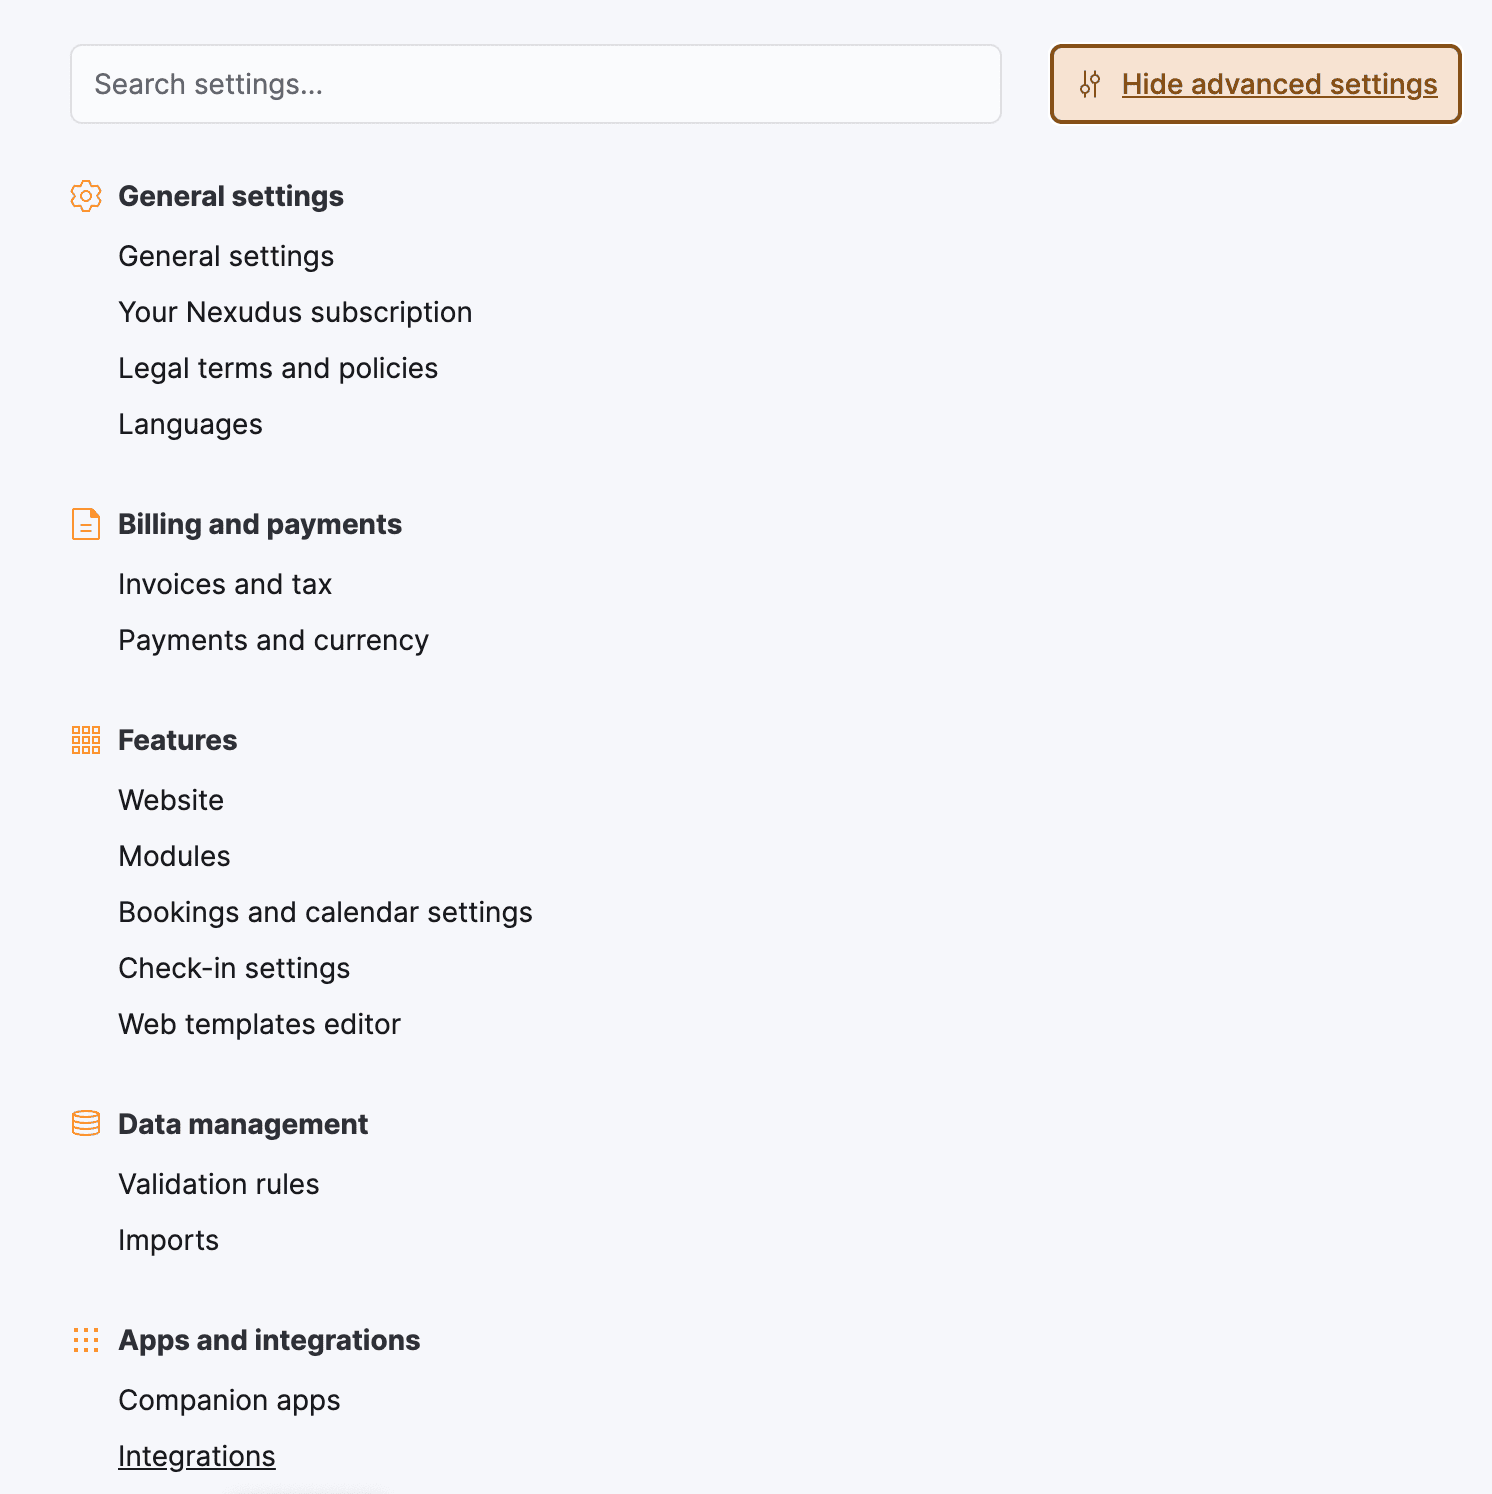 Search settings...
Hide advanced settings
General settings
General settings
Your Nexudus subscription
Legal terms and policies
Languages
Billing and payments
Invoices and tax
Payments and currency
Features
Website
Modules
Bookings and calendar settings
Check-in settings
Web templates editor
Data management
Validation rules
Imports
Apps and integrations
Companion apps
Integrations